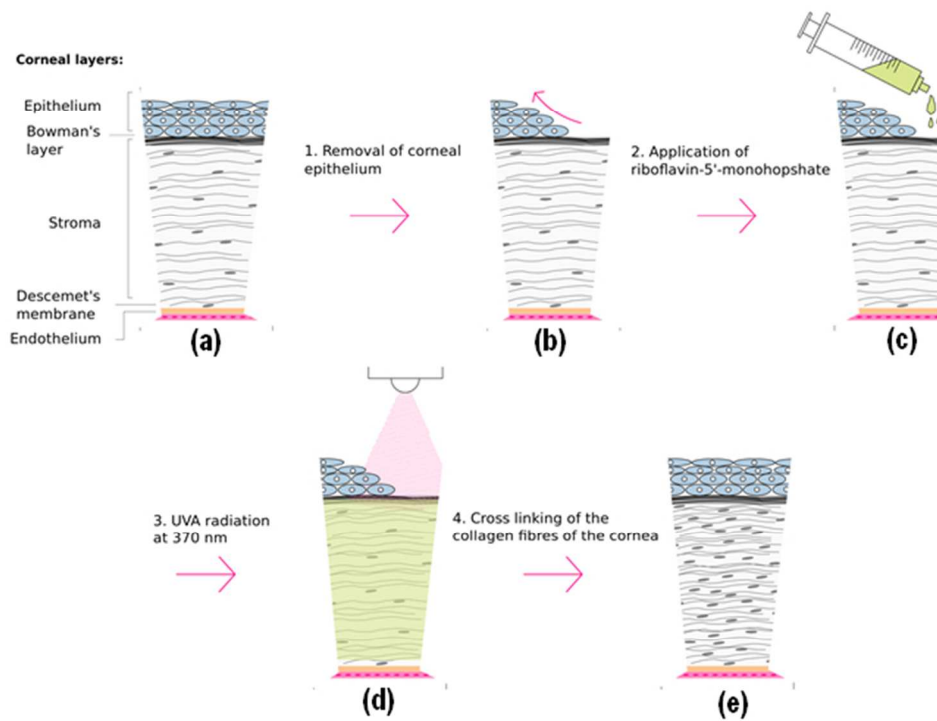 Corneal layers:
Epithelium
Bowman's
layer
Stroma
Descemet's
membrane
Endothelium
(a)
1. Removal of corneal
epithelium
(b)
2. Application of
riboflavin-5'-monohopshate
(c)
3. UVA radiation
at 370 nm
(d)
4. Cross linking of the
collagen fibres of the cornea
(e)